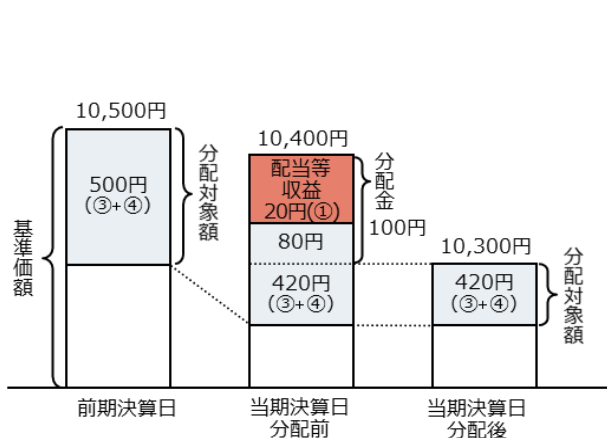 10,500円
500円
(③+④)
分配対象額
基準価額
前期決算日
10,400円
配当等
収益
20円(①)
80円
420円
(③+④)
分配金
100円
当期決算日
分配前
10,300円
420円
(③+④)
分配対象額
当期決算日
分配後